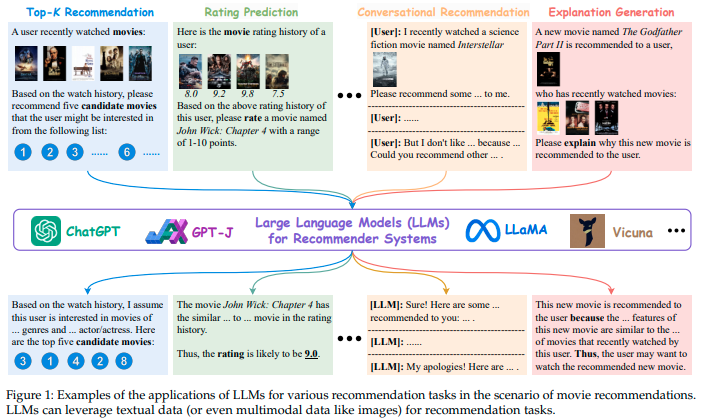 Top-K Recommendation
A user recently watched movies:
Based on the watch history, please
recommend five candidate movies
that the user might be interested in
from the following list:
1 2 3 ...... 6 ......
Rating Prediction
Here is the movie rating history of a
user:
8.0 9.2 9.8 7.5
Based on the above rating history of
this user, please rate a movie named
John Wick: Chapter 4 with a range
of 1-10 points.
Conversational Recommendation
[User]: I recently watched a science
fiction movie named Interstellar
Please recommend some ... to me.
[User]: ......
[User]: But I don't like ... because ...
Could you recommend other ... .
Explanation Generation
A new movie named The Godfather
Part II is recommended to a user,
who has recently watched movies:
Please explain why this new movie is
recommended to the user.
ChatGPT
JAX GPT-J
Large Language Models (LLMs)
for Recommender Systems
LLaMA
Vicuna
Based on the watch history, I assume
this user is interested in movies of
... genres and ... actor/actress. Here
are the top five candidate movies:
3 1 4 2 8
The movie John Wick: Chapter 4 has
the similar ... to ... movie in the rating
history.
Thus, the rating is likely to be 9.0.
[LLM]: Sure! Here are some ...
recommended to you: ... .
[LLM]: ......
[LLM]: My apologies! Here are ... .
This new movie is recommended to
the user because the ... features of
this new movie are similar to the ...
of movies that recently watched by
this user. Thus, the user may want to
watch the recommended new movie.
Figure 1: Examples of the applications of LLMs for various recommendation tasks in the scenario of movie recommendations.
LLMs can leverage textual data (or even multimodal data like images) for recommendation tasks.